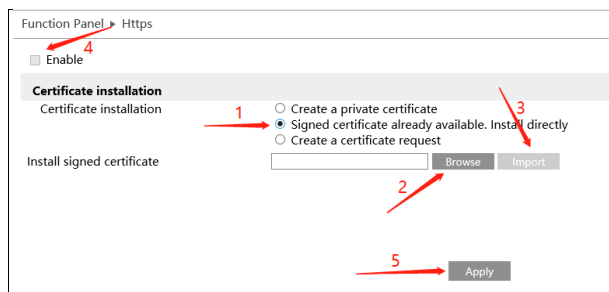 Function Panel ▸ Https
4
Enable
Certificate installation
Certificate installation
1
Create a private certificate
3
Signed certificate already available. Install directly
Create a certificate request
Install signed certificate
Browse
Import
2
5
Apply